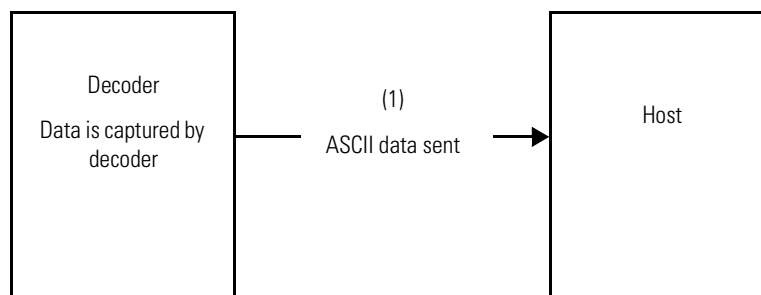 Decoder
Data is captured by
decoder
(1)
ASCII data sent
Host